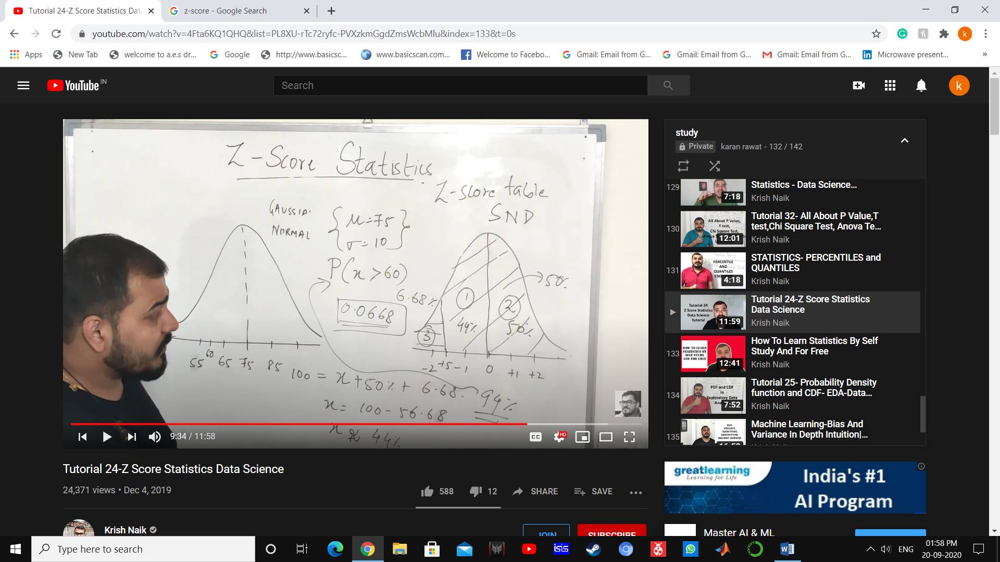 Tutorial 24-Z Score Statistics Dat
z-score - Google Search
youtube.com/watch?v=4Fta6KQ1QHQ&list=PL8XU-rTc72ryfc-PVXzkmGgdZmsWcbMlu&index=133&t=0s
Apps New Tab welcome to a.e.s dr... Google http://www.basicsc... www.basicscan.com... Welcome to Facebo... Gmail: Email from G... Gmail: Email from G... Gmail: Email from G... Microwave present... »
YouTube IN
Search
k
Z-Score Statistics
Z-score table
SND
GAUSSIA
NORMAL
μ=75
σ=10
P(x>60)
0.0668
6.68%
50%
1
2
3
44%
50%
55 60 65 75 85
-2 -1 0 +1 +2
100 = x+50%+ 6.68.
94%
x= 100-56.68
x ≈ 44%
9:34 / 11:58
CC HD
Tutorial 24-Z Score Statistics Data Science
24,371 views • Dec 4, 2019
588 12 SHARE SAVE
Krish Naik
JOIN SUBSCRIBE
study
Private karan rawat - 132 / 142
129
7:18
Statistics - Data Science...
Krish Naik
130
All About P Value,
T test,
Chi Square Test,
12:01
Tutorial 32- All About P Value,T
test,Chi Square Test, Anova Te...
Krish Naik
131
PERCENTILE
AND
QUANTILES
4:18
STATISTICS- PERCENTILES and
QUANTILES
Krish Naik
Tutorial-24
Z Score Statistics
Data Science
Tutorial
11:59
Tutorial 24-Z Score Statistics
Data Science
Krish Naik
133
HOW TO LEARN
STATISTICS BY
SELF STUDY
AND FOR FREE
12:41
How To Learn Statistics By Self
Study And For Free
Krish Naik
134
PDF and CDF
In
Exploratory Data
7:52
Tutorial 25- Probability Density
function and CDF- EDA-Data...
Krish Naik
135
BIAS
VARIANCE
OVERFITTING
UNDERFITTING
MACHINE LEARNING
Machine Learning-Bias And
Variance In Depth Intuition|...
greatlearning
Learning for Life
India's #1
AI Program
Master AI & ML
Type here to search
ISIS
ENG
01:58 PM
20-09-2020